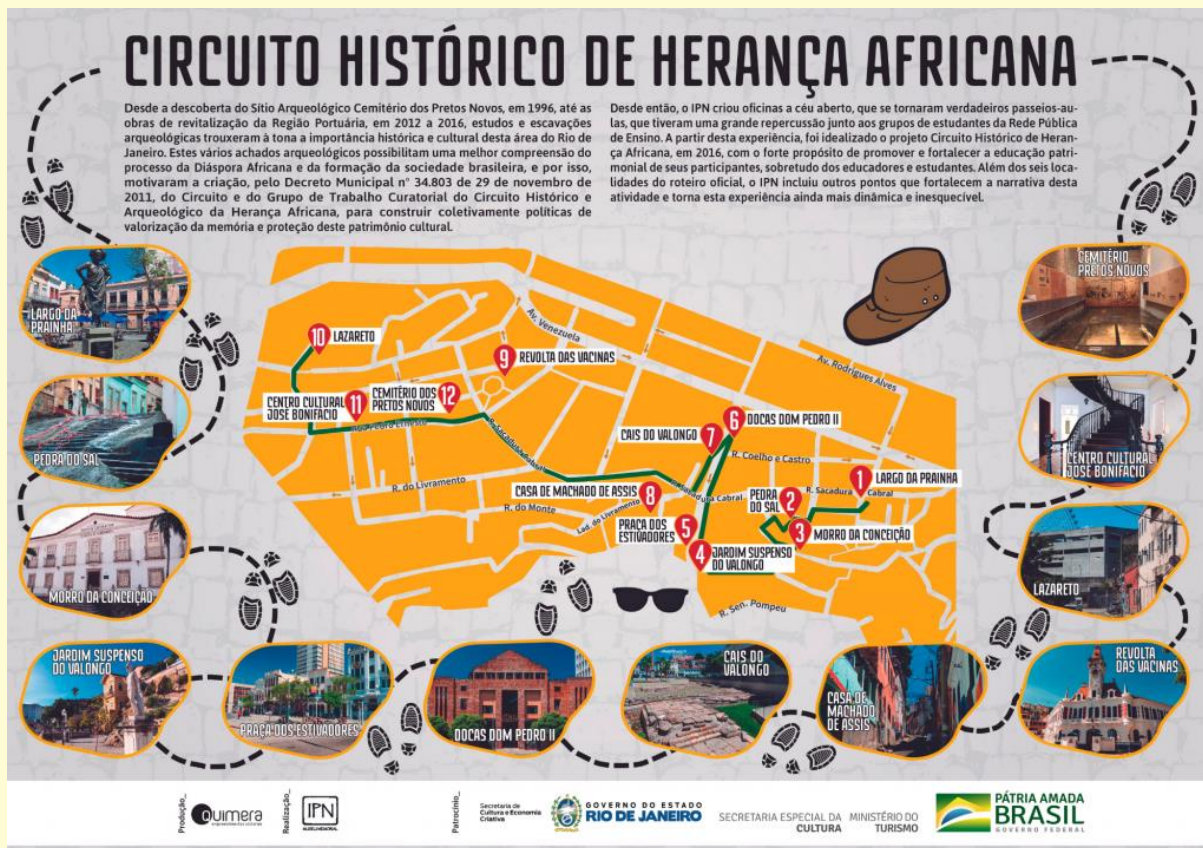 CIRCUITO HISTÓRICO DE HERANÇA AFRICANA
Desde a descoberta do Sítio Arqueológico Cemitério dos Pretos Novos, em 1996, até as
obras de revitalização da Região Portuária, em 2012 a 2016, estudos e escavações
arqueológicas trouxeram à tona a importância histórica e cultural desta área do Rio de
Janeiro. Estes vários achados arqueológicos possibilitam uma melhor compreensão do
processo da Diáspora Africana e da formação da sociedade brasileira, e por isso,
motivaram a criação, pelo Decreto Municipal n° 34.803 de 29 de novembro de
2011, do Circuito e do Grupo de Trabalho Curatorial do Circuito Histórico e
Arqueológico da Herança Africana, para construir coletivamente políticas de
valorização da memória e proteção deste patrimônio cultural.
Desde então, o IPN criou oficinas a céu aberto, que se tornaram verdadeiros passeios-au-
las, que tiveram uma grande repercussão junto aos grupos de estudantes da Rede Pública
de Ensino. A partir desta experiência, foi idealizado o projeto Circuito Histórico de Heran-
ça Africana, em 2016, com o forte propósito de promover e fortalecer a educação patri-
monial de seus participantes, sobretudo dos educadores e estudantes. Além dos seis loca-
lidades do roteiro oficial, o IPN incluiu outros pontos que fortalecem a narrativa desta
atividade e torna esta experiência ainda mais dinâmica e inesquecível.
LARGO DA
PRAINHA
PEDRA DO SAL
MORRO DA CONCEIÇÃO
JARDIM SUSPENSO
DO VALONGO
PRAÇA DOS ESTIVADORES
DOCAS DOM PEDRO II
CAIS DO
VALONGO
CASA DE
MACHADO
DE ASSIS
REVOLTA
DAS VACINAS
LAZARETO
CENTRO CULTURAL
JOSÉ BONIFÁCIO
CEMITÉRIO
PRETOS NOVOS
10 LAZARETO
9 REVOLTA DAS VACINAS
Av. Venezuela
Av. Rodrigues Alves
CENTRO CULTURAL
JOSÉ BONIFÁCIO
11
CEMITÉRIO DOS
PRETOS NOVOS
12
Rua Pedro Ernesto
R. Sacadura Cabral
6 DOCAS DOM PEDRO II
CAIS DO VALONGO 7
R. Coelho e Castro
1 LARGO DA PRAINHA
R. Sacadura Cabral
PEDRA
DO SAL
2
3 MORRO DA CONCEIÇÃO
R. do Livramento
CASA DE MACHADO DE ASSIS
8
Sacadura Cabral
R. do Monte
Lad. do Livramento
PRAÇA DOS
ESTIVADORES
5
4 JARDIM SUSPENSO
DO VALONGO
R. Sen. Pompeu
Produção_
Quimera
Realização_
IPN
Patrocínio_
Secretaria de
Cultura e Economia
Criativa
GOVERNO DO ESTADO
RIO DE JANEIRO
SECRETARIA ESPECIAL DA
CULTURA
MINISTÉRIO DO
TURISMO
PÁTRIA AMADA
BRASIL
GOVERNO FEDERAL